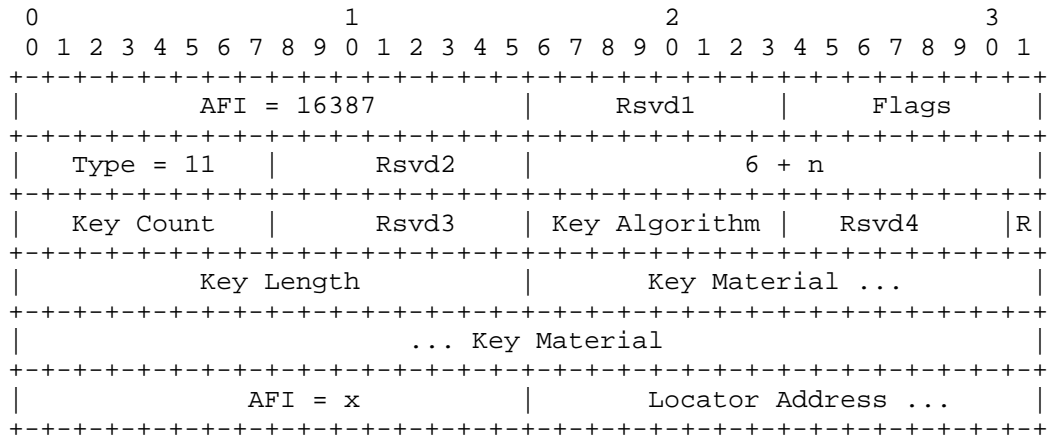 0                   1                   2                   3
 0 1 2 3 4 5 6 7 8 9 0 1 2 3 4 5 6 7 8 9 0 1 2 3 4 5 6 7 8 9 0 1
+-+-+-+-+-+-+-+-+-+-+-+-+-+-+-+-+-+-+-+-+-+-+-+-+-+-+-+-+-+-+-+-+
|           AFI = 16387         |     Rsvd1     |     Flags     |
+-+-+-+-+-+-+-+-+-+-+-+-+-+-+-+-+-+-+-+-+-+-+-+-+-+-+-+-+-+-+-+-+
|   Type = 11   |      Rsvd2    |             6 + n             |
+-+-+-+-+-+-+-+-+-+-+-+-+-+-+-+-+-+-+-+-+-+-+-+-+-+-+-+-+-+-+-+-+
|   Key Count   |      Rsvd3    | Key Algorithm |   Rsvd4     |R|
+-+-+-+-+-+-+-+-+-+-+-+-+-+-+-+-+-+-+-+-+-+-+-+-+-+-+-+-+-+-+-+-+
|           Key Length          |       Key Material ...        |
+-+-+-+-+-+-+-+-+-+-+-+-+-+-+-+-+-+-+-+-+-+-+-+-+-+-+-+-+-+-+-+-+
|                        ... Key Material                       |
+-+-+-+-+-+-+-+-+-+-+-+-+-+-+-+-+-+-+-+-+-+-+-+-+-+-+-+-+-+-+-+-+
|              AFI = x          |       Locator Address ...     |
+-+-+-+-+-+-+-+-+-+-+-+-+-+-+-+-+-+-+-+-+-+-+-+-+-+-+-+-+-+-+-+-+